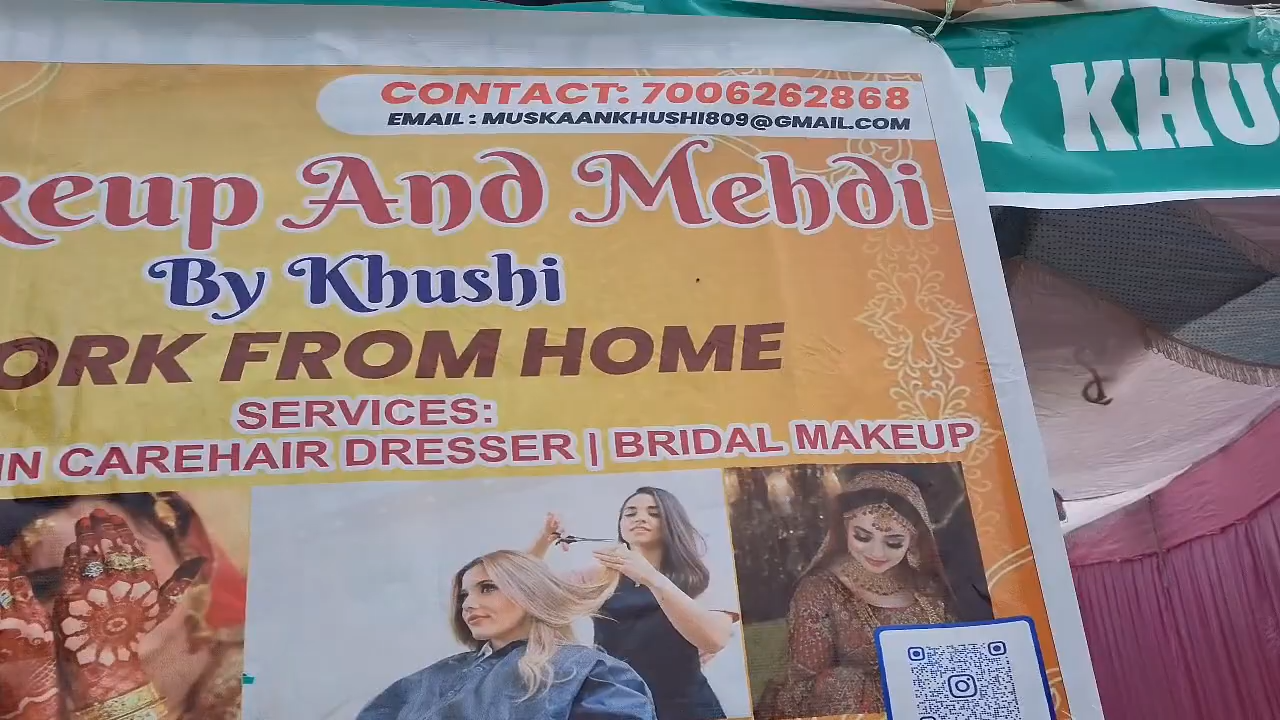 CONTACT: 7006262868
EMAIL : MUSKAANKHUSHI809@GMAIL.COM
Y KHUS
keup And Mehdi
By Khushi
ORK FROM HOME
SERVICES:
IN CAREHAIR DRESSER | BRIDAL MAKEUP